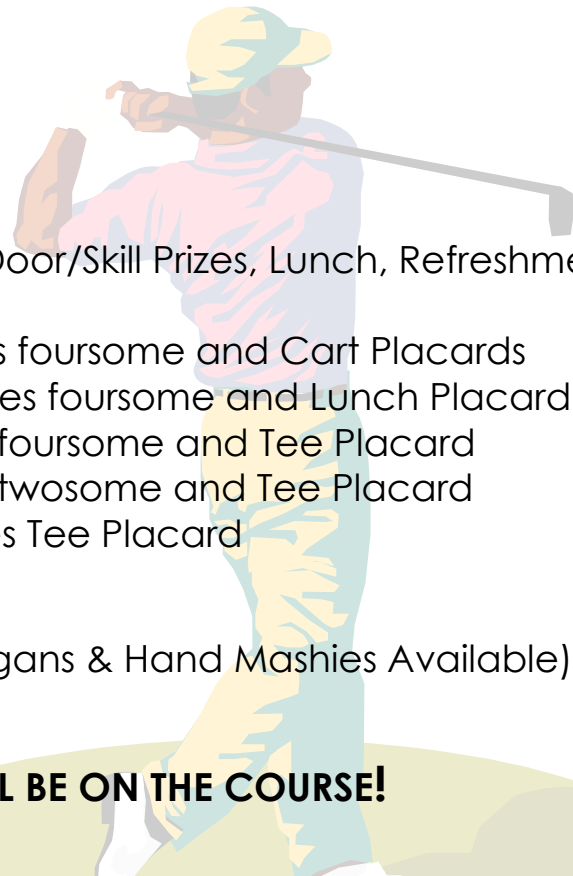 Door/Skill Prizes, Lunch, Refreshme
s foursome and Cart Placards
es foursome and Lunch Placard
foursome and Tee Placard
twosome and Tee Placard
s Tee Placard
gans & Hand Mashies Available)
L BE ON THE COURSE!